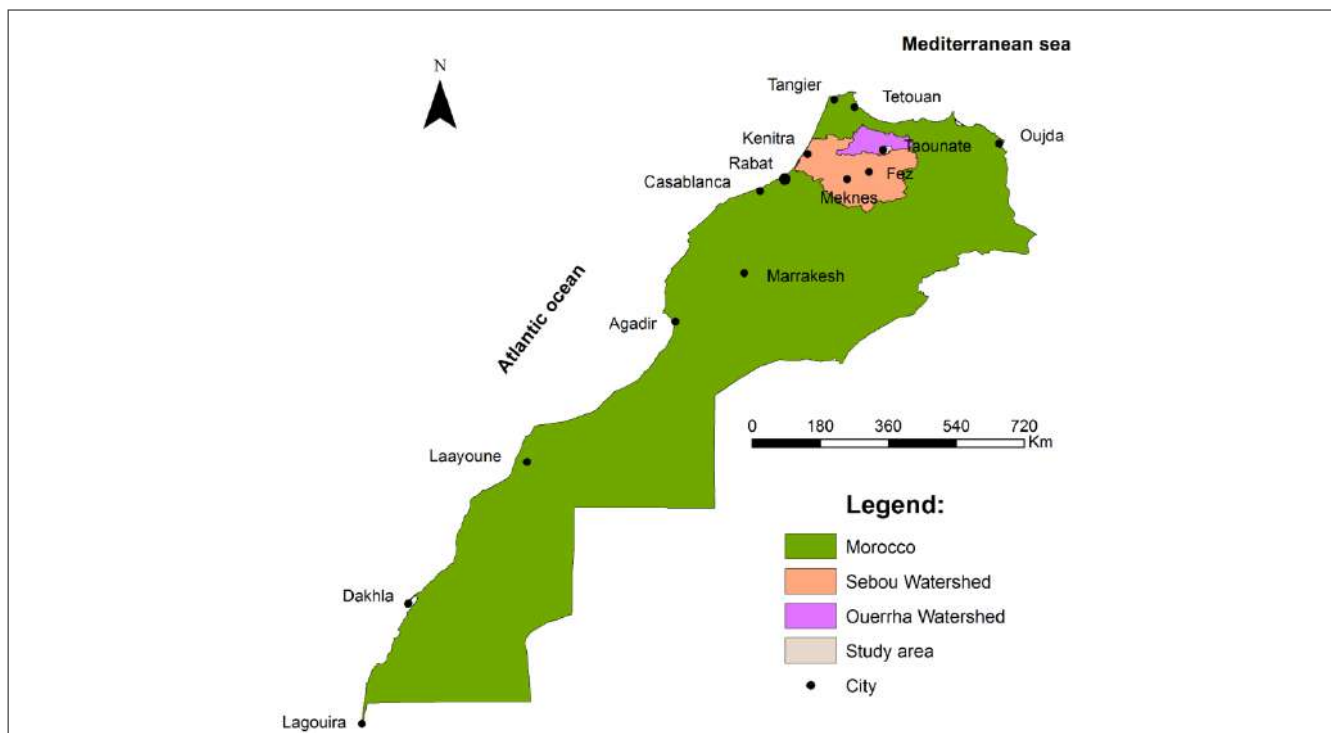 Mediterranean sea
N
Tangier
Tetouan
Kenitra
Taounate
Oujda
Rabat
Fez
Casablanca
Meknes
Marrakesh
Atlantic ocean
Agadir
0 180 360 540 720
Km
Laayoune
Legend:
Morocco
Sebou Watershed
Dakhla
Ouerrha Watershed
Study area
City
Lagouira